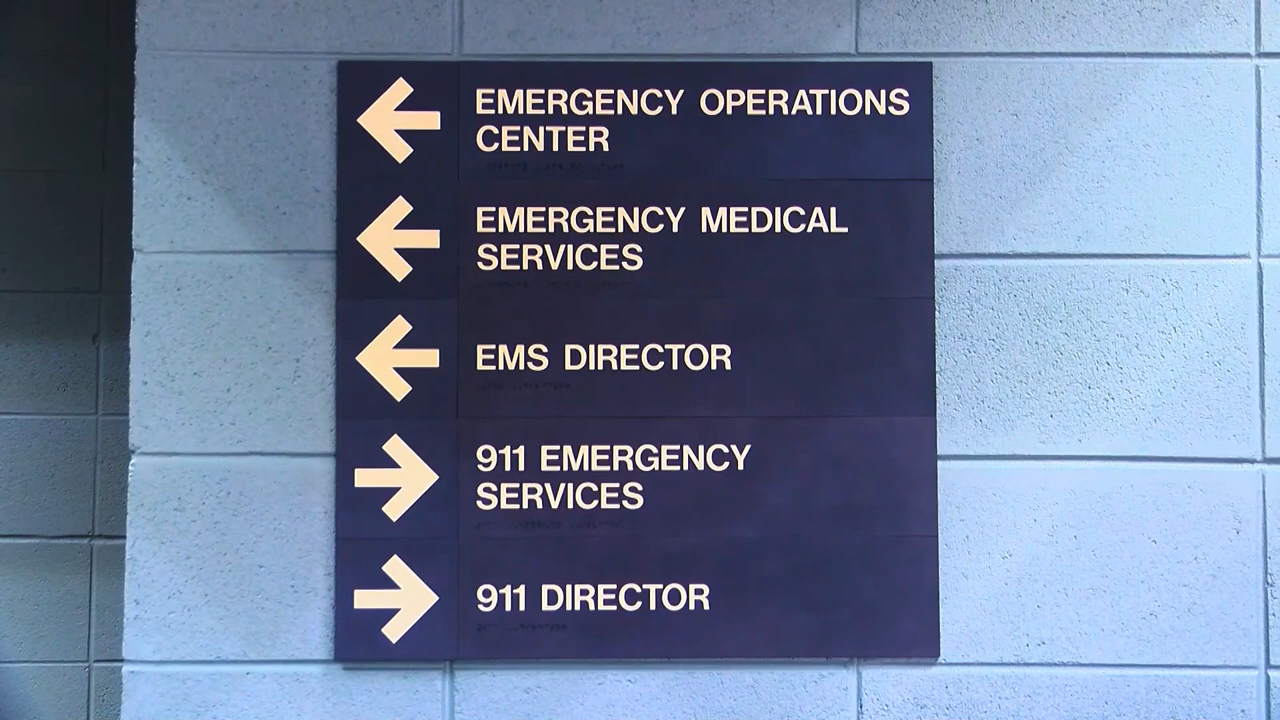 EMERGENCY OPERATIONS
CENTER
EMERGENCY MEDICAL
SERVICES
EMS DIRECTOR
911 EMERGENCY
SERVICES
911 DIRECTOR